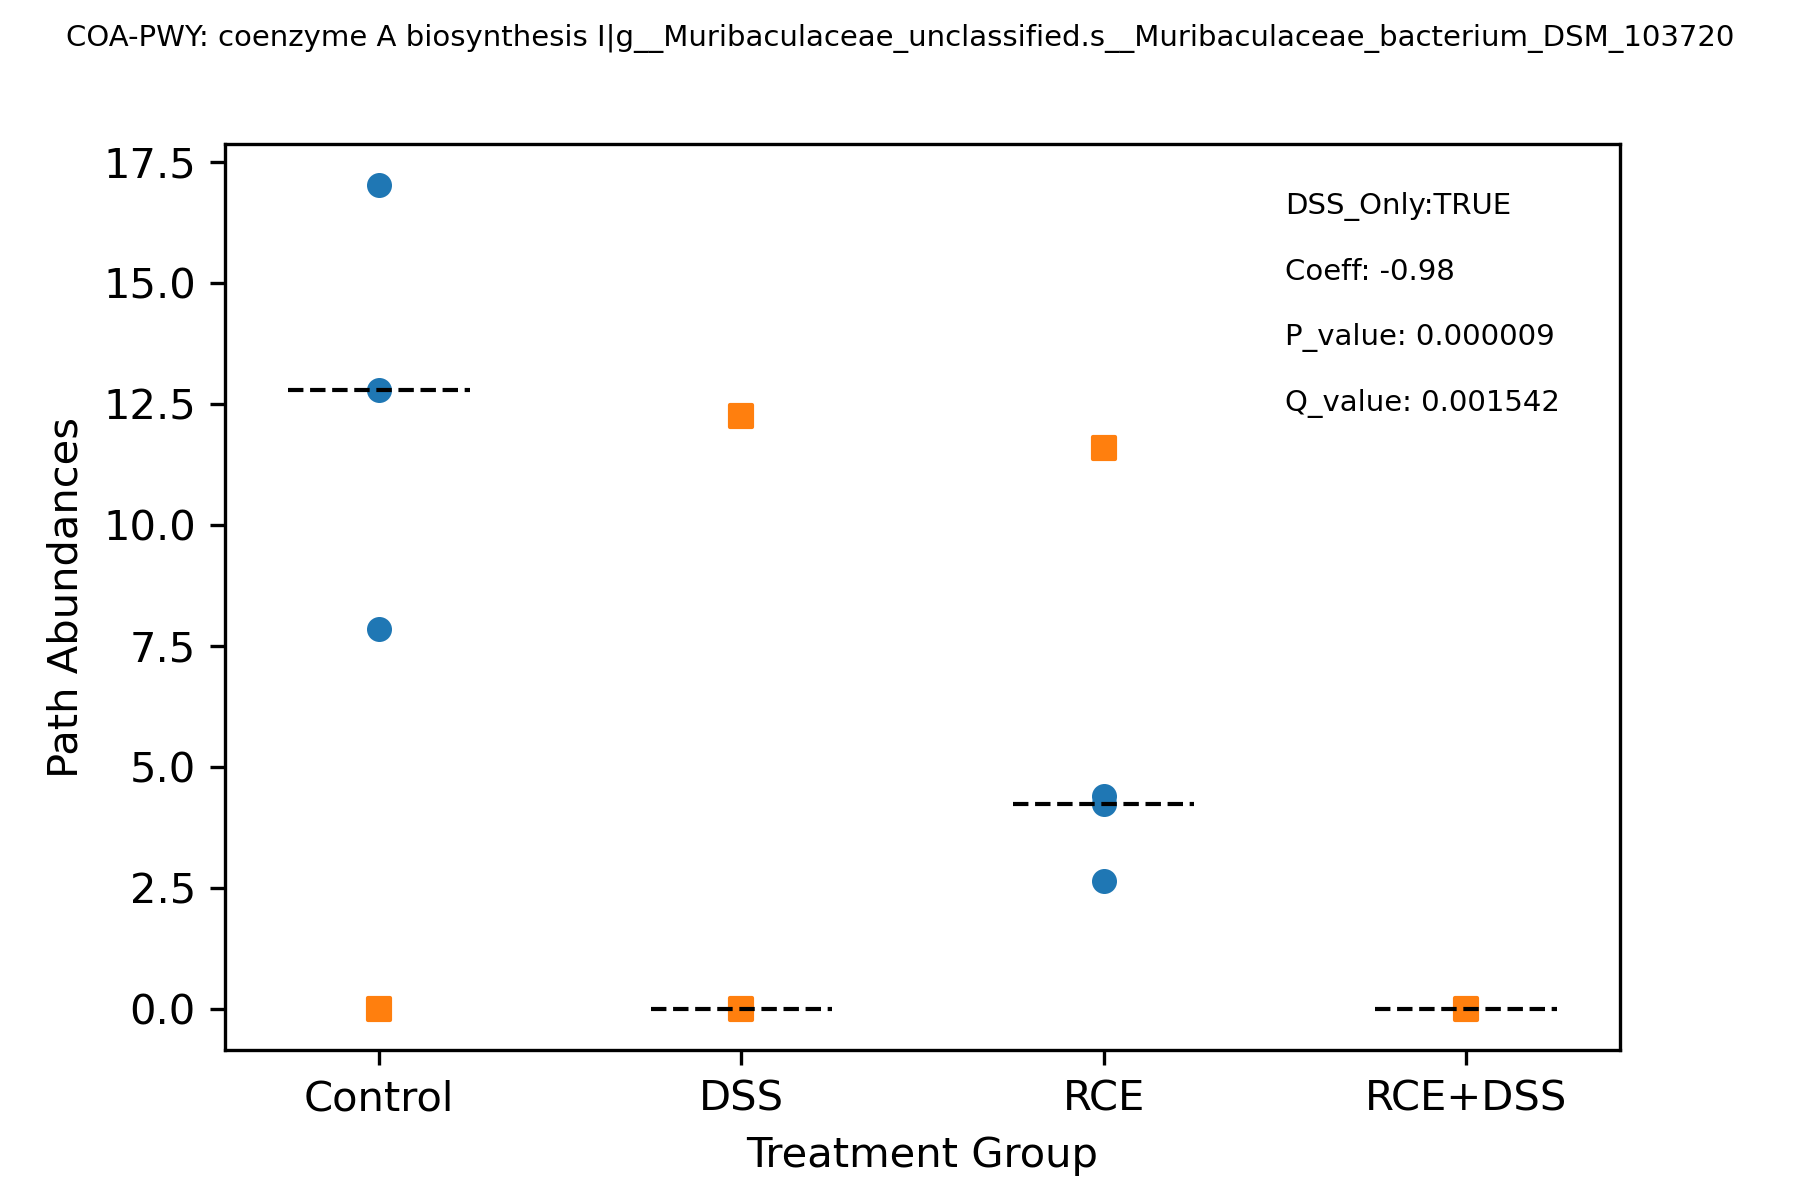 COA-PWY: coenzyme A biosynthesis I|g__Muribaculaceae_unclassified.s__Muribaculaceae_bacterium_DSM_103720
17.5
15.0
12.5
10.0
7.5
5.0
2.5
0.0
Path Abundances
DSS_Only:TRUE
Coeff: -0.98
P_value: 0.000009
Q_value: 0.001542
Control DSS RCE RCE+DSS
Treatment Group